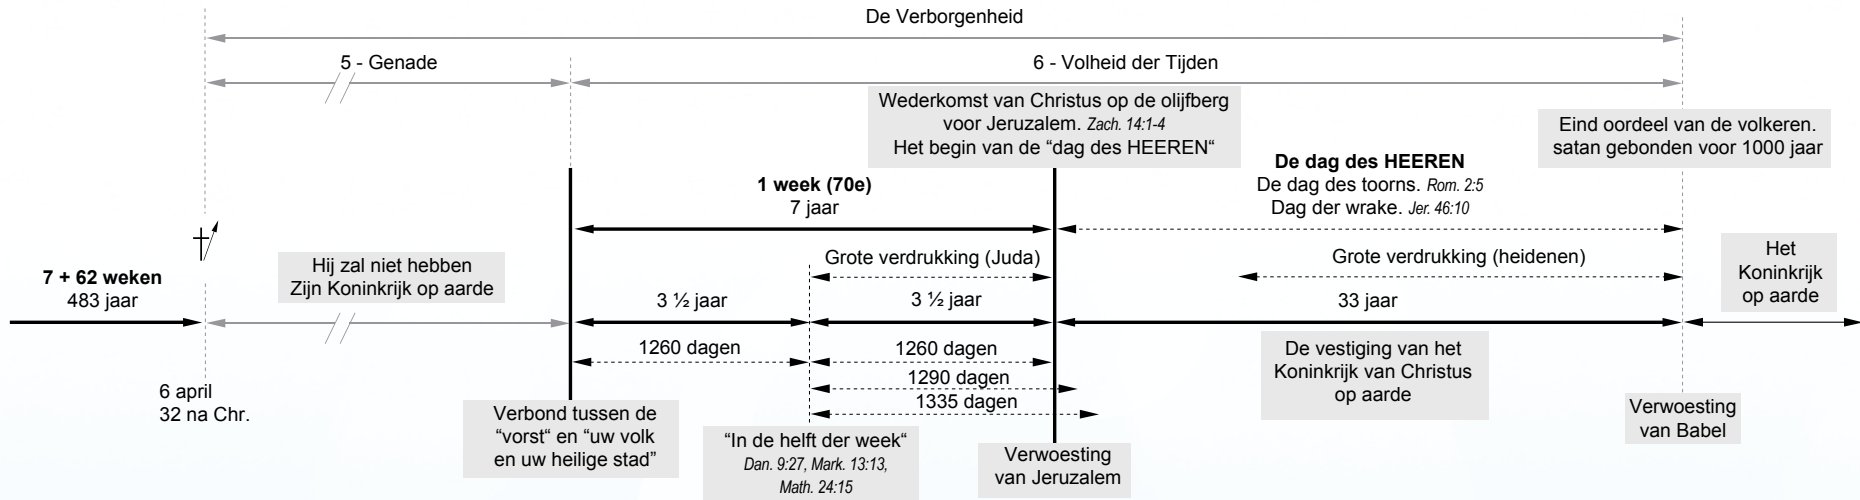 De Verborgenheid
5 - Genade
6 - Volheid der Tijden
Wederkomst van Christus op de olijfberg
voor Jeruzalem. Zach. 14:1-4
Het begin van de “dag des HEEREN“
Eind oordeel van de volkeren.
satan gebonden voor 1000 jaar
1 week (70e)
7 jaar
De dag des HEEREN
De dag des toorns. Rom. 2:5
Dag der wrake. Jer. 46:10
7 + 62 weken
483 jaar
Hij zal niet hebben
Zijn Koninkrijk op aarde
Grote verdrukking (Juda)
Grote verdrukking (heidenen)
Het
Koninkrijk
op aarde
3 ½ jaar
3 ½ jaar
33 jaar
1260 dagen
1260 dagen
1290 dagen
1335 dagen
De vestiging van het
Koninkrijk van Christus
op aarde
6 april
32 na Chr.
Verbond tussen de
“vorst“ en “uw volk
en uw heilige stad”
“In de helft der week“
Dan. 9:27, Mark. 13:13,
Math. 24:15
Verwoesting
van Jeruzalem
Verwoesting
van Babel